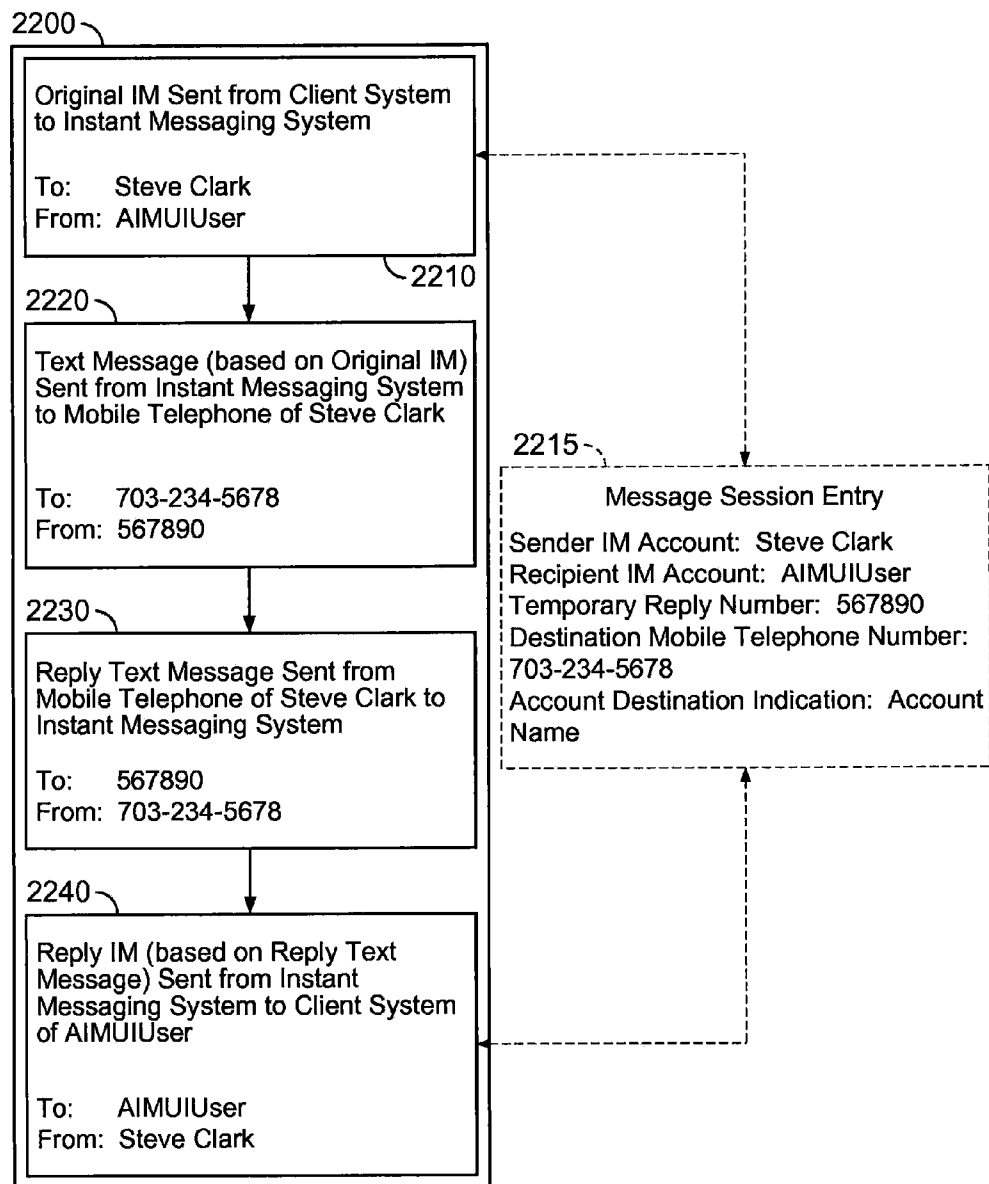 2200
Original IM Sent from Client System
to Instant Messaging System
To: Steve Clark
From: AIMUIUser
2210
2220
Text Message (based on Original IM)
Sent from Instant Messaging System
to Mobile Telephone of Steve Clark
To: 703-234-5678
From: 567890
2215
Message Session Entry
Sender IM Account: Steve Clark
Recipient IM Account: AIMUIUser
Temporary Reply Number: 567890
Destination Mobile Telephone Number:
703-234-5678
Account Destination Indication: Account
Name
2230
Reply Text Message Sent from
Mobile Telephone of Steve Clark to
Instant Messaging System
To: 567890
From: 703-234-5678
2240
Reply IM (based on Reply Text
Message) Sent from Instant
Messaging System to Client System
of AIMUIUser
To: AIMUIUser
From: Steve Clark